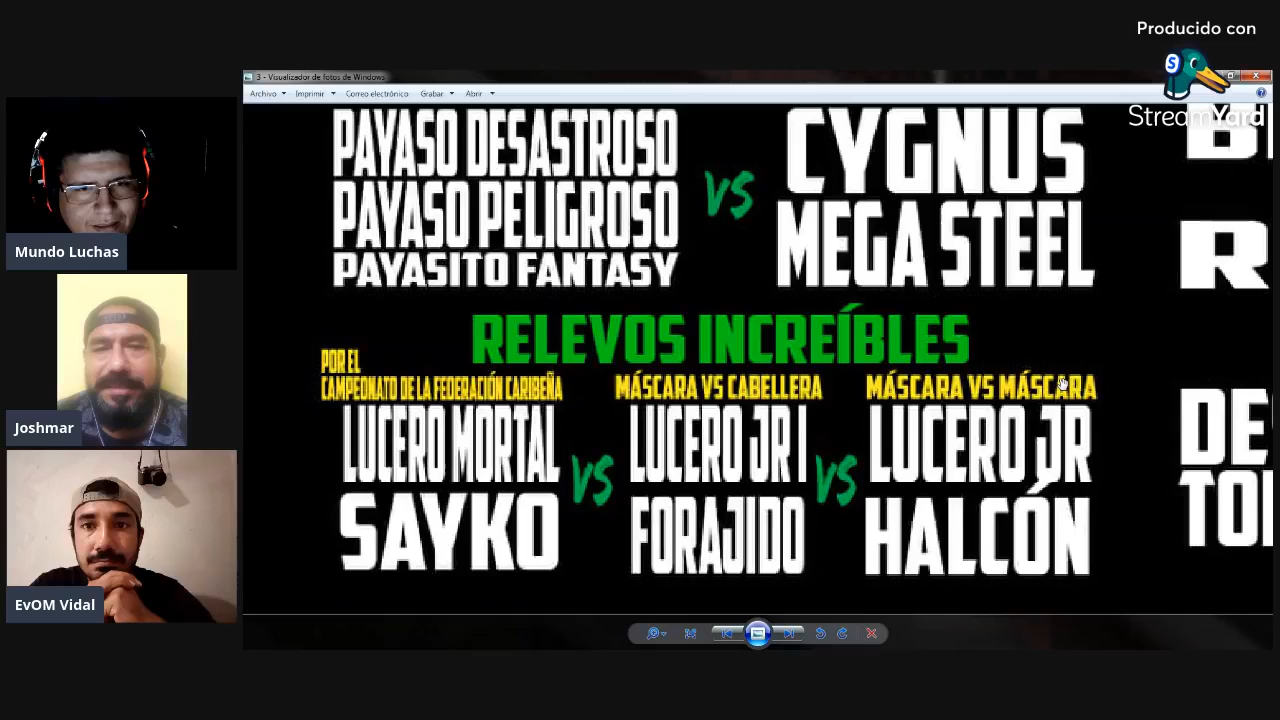 Producido con
StreamYard
3 - Visualizador de fotos de Windows
Archivo Imprimir Correo electrónico Grabar Abrir
PAYASO DESASTROSO
PAYASO PELIGROSO
PAYASITO FANTASY
VS
CYGNUS
MEGA STEEL
RELEVOS INCREÍBLES
POR EL
CAMPEONATO DE LA FEDERACIÓN CARIBEÑA
LUCERO MORTAL
SAYKO
VS
MÁSCARA VS CABELLERA
LUCERO JR I
FORAJIDO
VS
MÁSCARA VS MÁSCARA
LUCERO JR
HALCÓN
R
DE
Mundo Luchas
Joshmar
EvOM Vidal